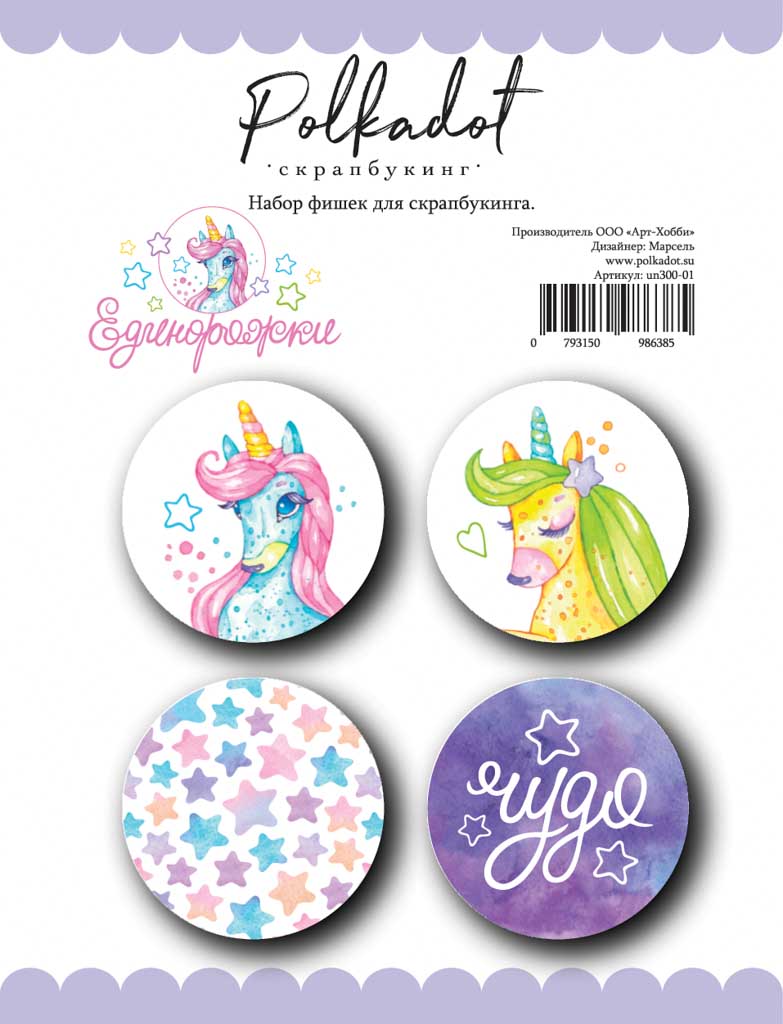 Polkadot
·скрапбукинг·
Набор фишек для скрапбукинга.
Производитель ООО «Арт-Хобби»
Дизайнер: Марсель
www.polkadot.su
Артикул: un300-01
0 793150 986385
Единорожки
чудо